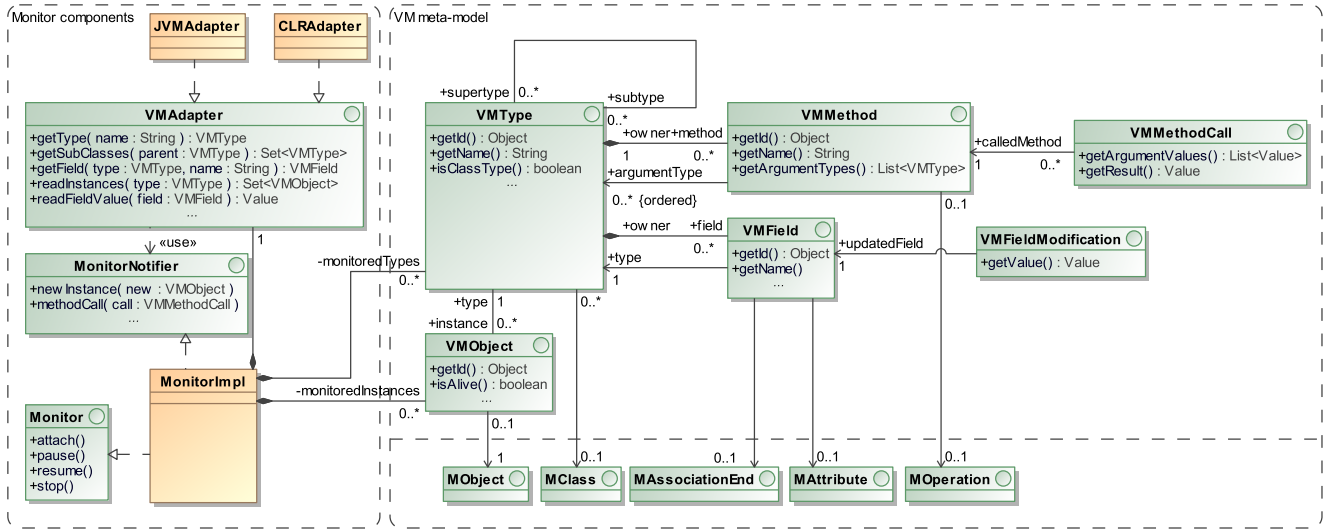 Monitor components
JVMAdapter
CLRAdapter
VMAdapter
+getType( name : String ) : VMType
+getSubClasses( parent : VMType ) : Set<VMType>
+getField( type : VMType, name : String ) : VMField
+readInstances( type : VMType ) : Set<VMObject>
+readFieldValue( field : VMField ) : Value
...
«use»
1
MonitorNotifier
+newInstance( new : VMObject )
+methodCall( call : VMMethodCall )
...
MonitorImpl
Monitor
+attach()
+pause()
+resume()
+stop()
-monitoredTypes
0..*
-monitoredInstances
0..*
VM meta-model
+supertype
0..*
+subtype
0..*
VMType
+getId() : Object
+getName() : String
+isClassType() : boolean
...
+owner
+method
1
0..*
+argumentType
0..* {ordered}
+owner
+field
0..*
+type
1
VMMethod
+getId() : Object
+getName() : String
+getArgumentTypes() : List<VMType>
+calledMethod
1
0..*
VMMethodCall
+getArgumentValues() : List<Value>
+getResult() : Value
0..1
VMField
+getId() : Object
+getName()
...
+updatedField
1
VMFieldModification
+getValue() : Value
+type
1
0..*
+instance
0..*
VMObject
+getId() : Object
+isAlive() : boolean
...
0..1
1
0..1
0..1
0..1
0..1
MObject
MClass
MAssociationEnd
MAttribute
MOperation